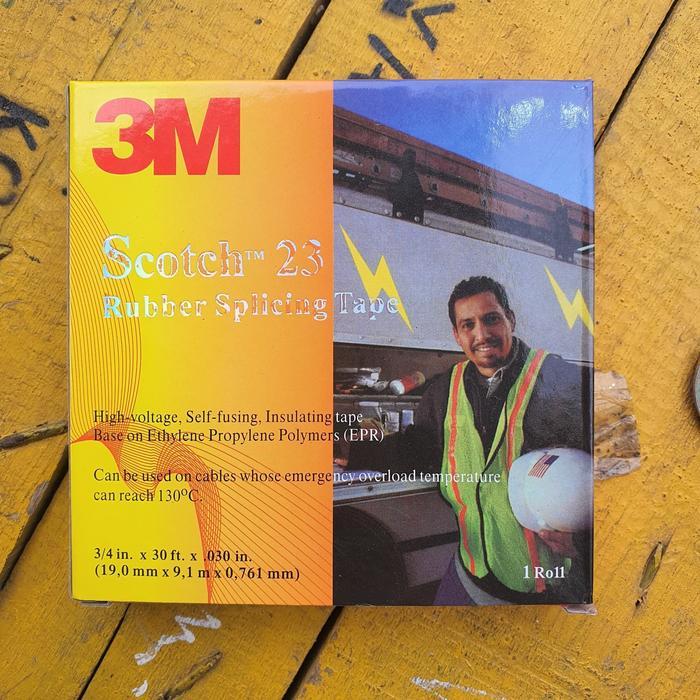 3M
Scotch™ 23
Rubber Splicing Tape
High-voltage, Self-fusing, Insulating tape
Base on Ethylene Propylene Polymers (EPR)
Can be used on cables whose emergency overload temperature
can reach 130°C.
3/4 in. x 30 ft. x .030 in.
(19,0 mm x 9,1 m x 0,761 mm)
1 Roll